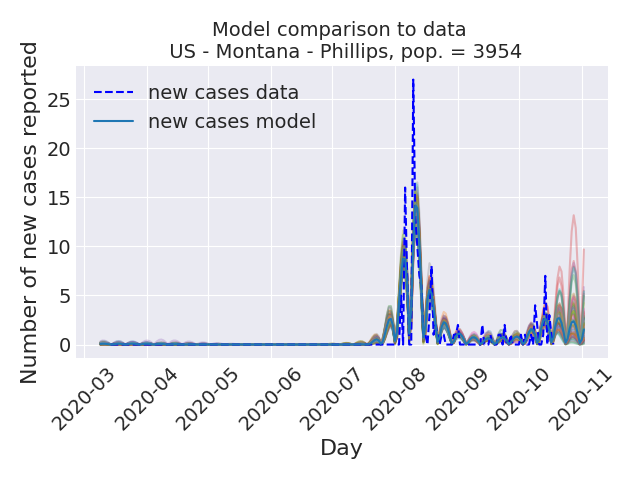 Model comparison to data
US - Montana - Phillips, pop. = 3954
Number of new cases reported
25
20
15
10
5
0
new cases data
new cases model
2020-03
2020-04
2020-05
2020-06
2020-07
2020-08
2020-09
2020-10
2020-11
Day